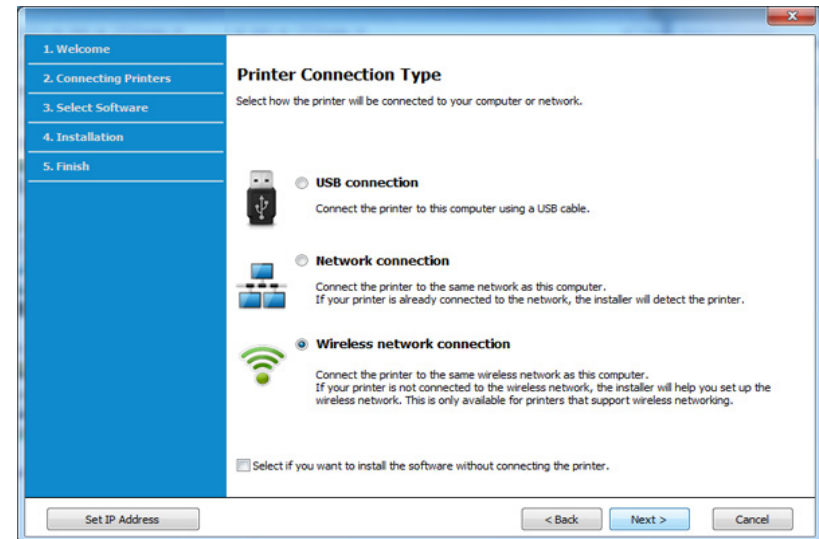 1. Welcome
2. Connecting Printers
3. Select Software
4. Installation
5. Finish
Printer Connection Type
Select how the printer will be connected to your computer or network.
USB connection
Connect the printer to this computer using a USB cable.
Network connection
Connect the printer to the same network as this computer.
If your printer is already connected to the network, the installer will detect the printer.
Wireless network connection
Connect the printer to the same wireless network as this computer.
If your printer is not connected to the wireless network, the installer will help you set up the
wireless network. This is only available for printers that support wireless networking.
Select if you want to install the software without connecting the printer.
Set IP Address
< Back
Next >
Cancel